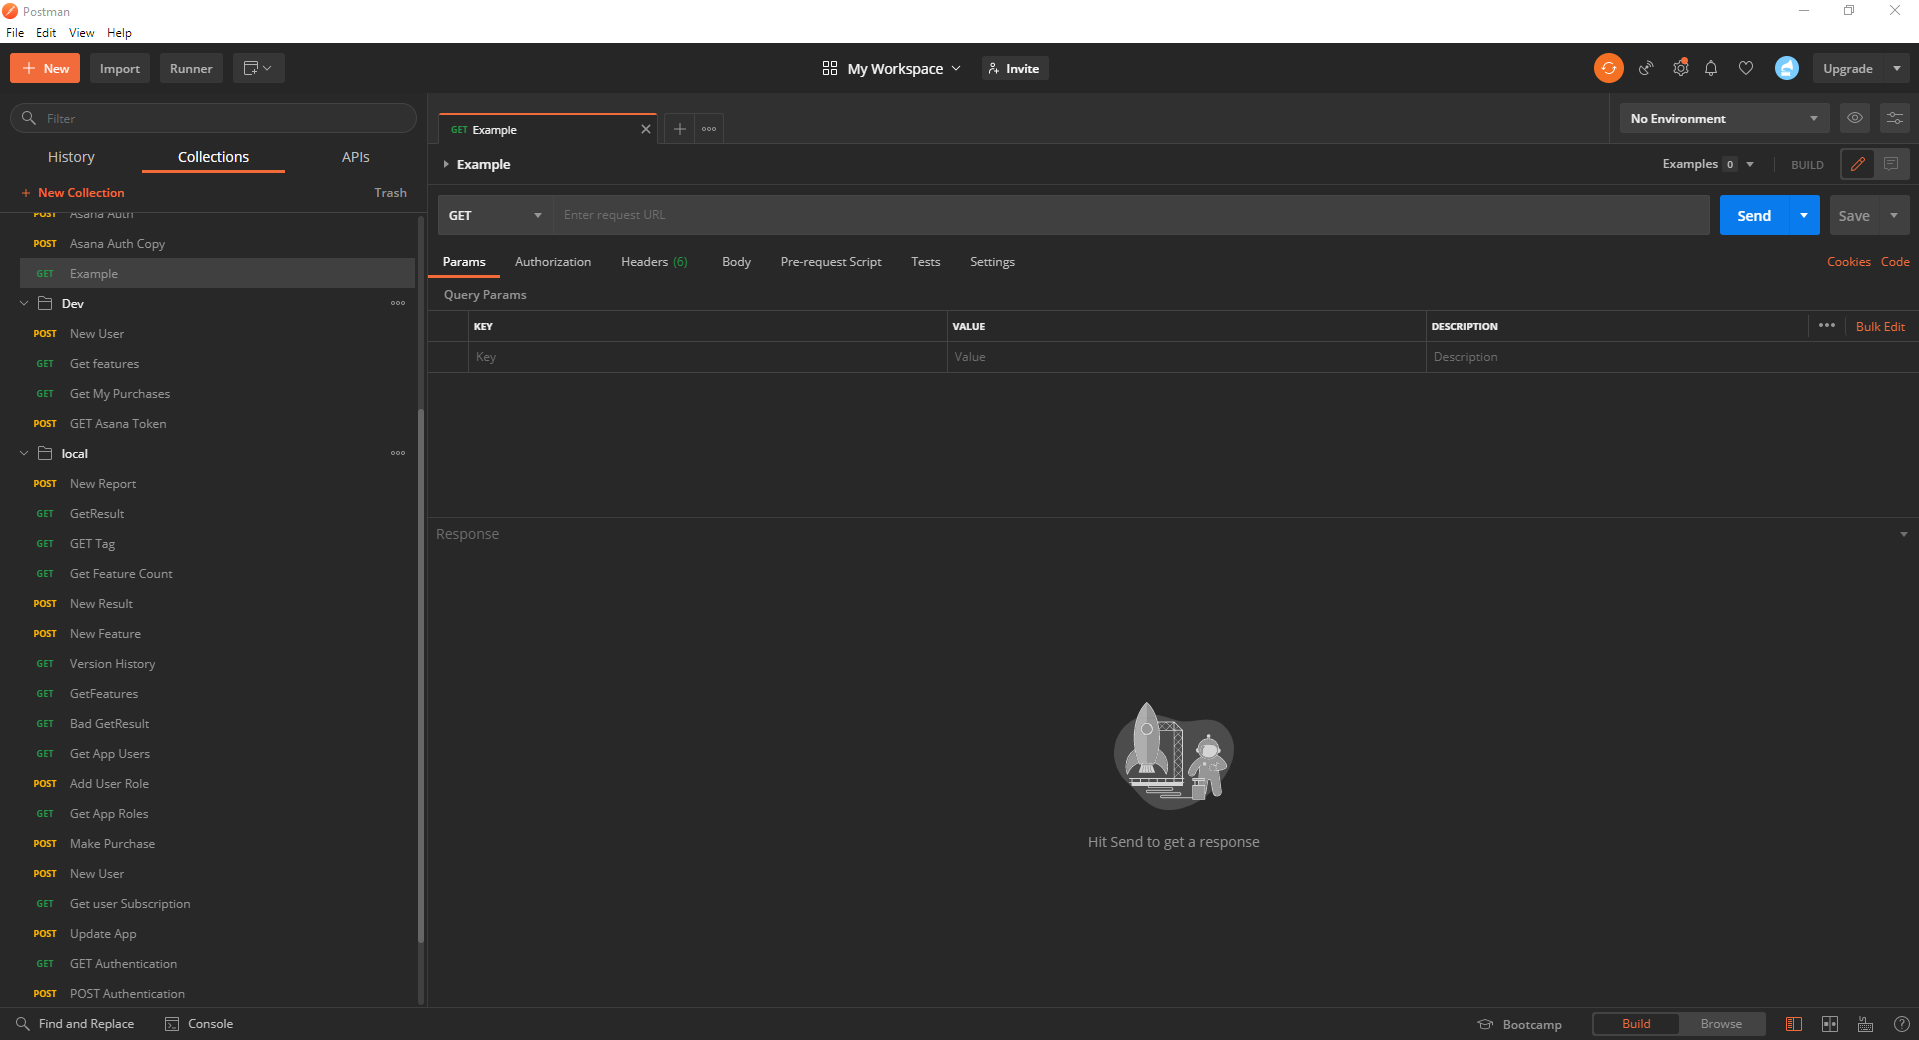 Postman
File Edit View Help
+ New Import Runner My Workspace Invite Upgrade
Filter
GET Example
No Environment
History Collections APIs
Example
Examples 0 BUILD
+ New Collection Trash
POST Asana Auth
GET Enter request URL Send Save
POST Asana Auth Copy
Params Authorization Headers (6) Body Pre-request Script Tests Settings Cookies Code
GET Example
Query Params
Dev
KEY VALUE DESCRIPTION Bulk Edit
POST New User
Key Value Description
GET Get features
GET Get My Purchases
POST GET Asana Token
local
POST New Report
GET GetResult
Response
GET GET Tag
GET Get Feature Count
POST New Result
POST New Feature
GET Version History
GET GetFeatures
GET Bad GetResult
GET Get App Users
POST Add User Role
GET Get App Roles
POST Make Purchase
Hit Send to get a response
POST New User
GET Get user Subscription
POST Update App
GET GET Authentication
POST POST Authentication
Find and Replace Console Bootcamp Build Browse